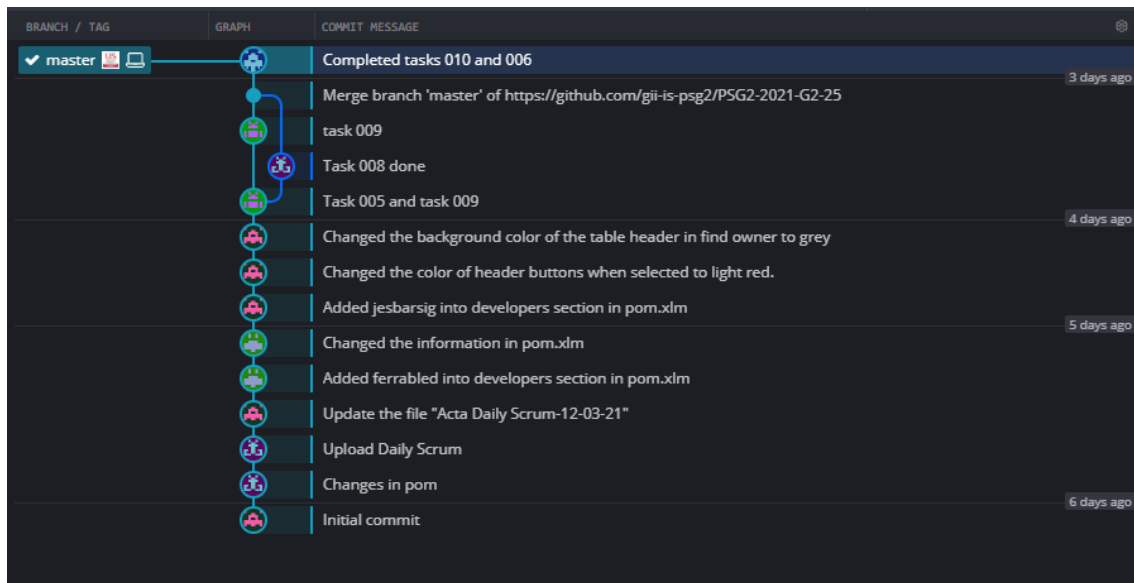 BRANCH / TAG GRAPH COMMIT MESSAGE
master US Completed tasks 010 and 006
3 days ago
Merge branch 'master' of https://github.com/gii-is-psg2/PSG2-2021-G2-25
task 009
Task 008 done
Task 005 and task 009
4 days ago
Changed the background color of the table header in find owner to grey
Changed the color of header buttons when selected to light red.
Added jesbarsig into developers section in pom.xlm
5 days ago
Changed the information in pom.xlm
Added ferrabled into developers section in pom.xlm
Update the file "Acta Daily Scrum-12-03-21"
Upload Daily Scrum
Changes in pom
6 days ago
Initial commit